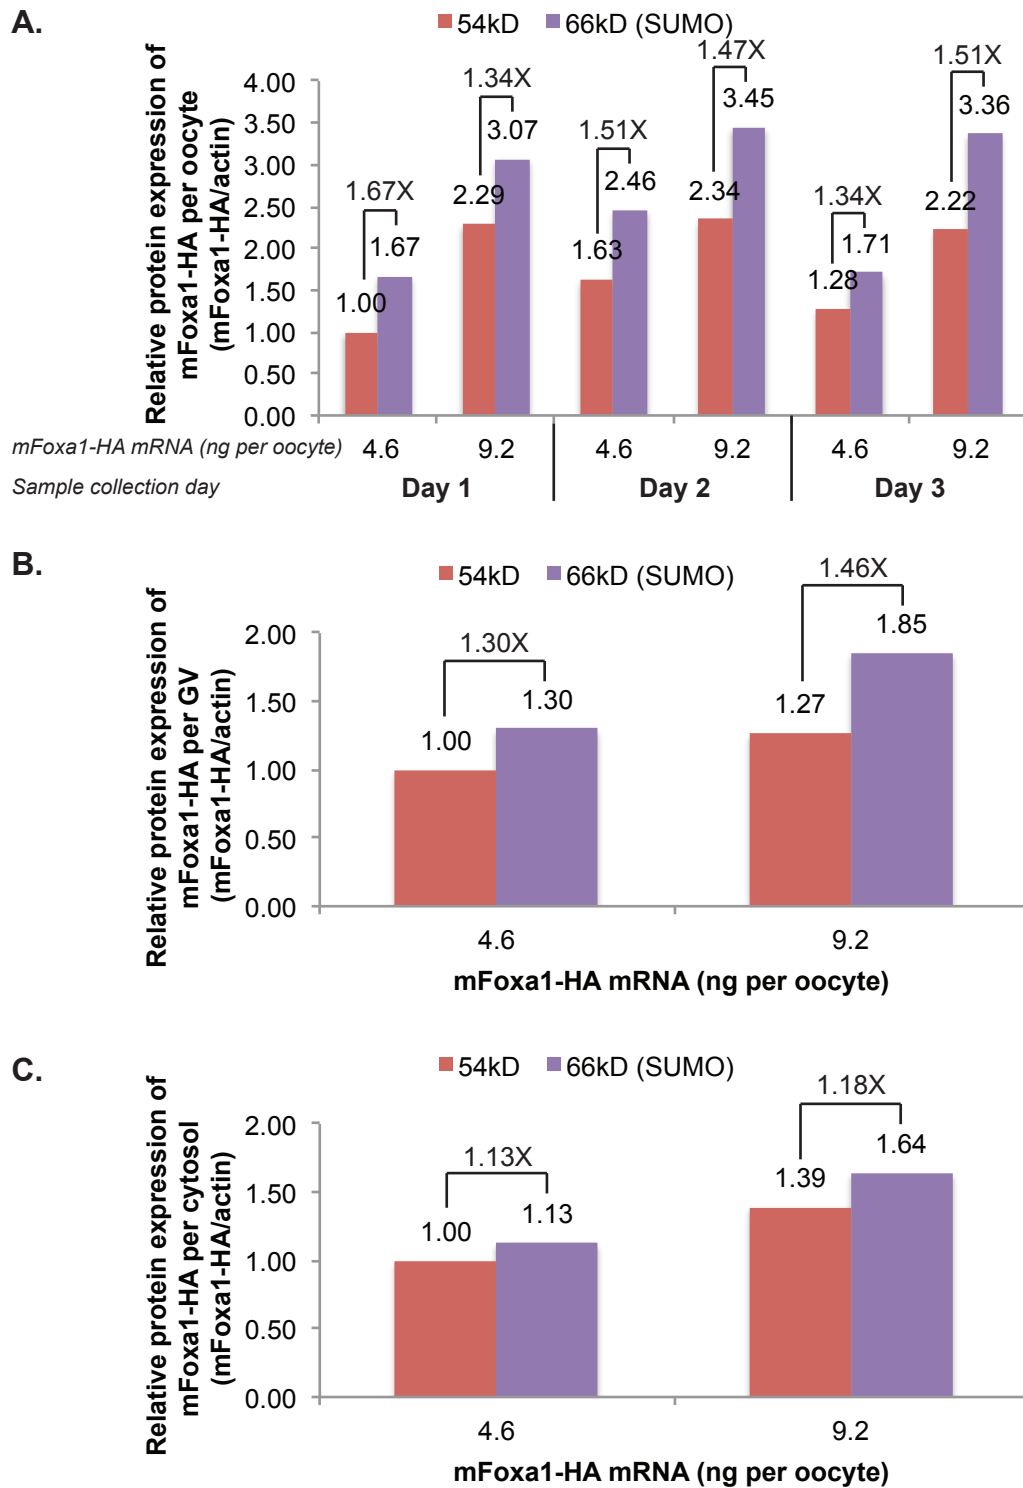 A.
54kD 66kD (SUMO)
Relative protein expression of
mFoxa1-HA per oocyte
(mFoxa1-HA/actin)
4.00
3.50
3.00
2.50
2.00
1.50
1.00
0.50
0.00
1.67X
1.00
1.67
1.34X
2.29
3.07
1.51X
1.63
2.46
1.47X
2.34
3.45
1.34X
1.28
1.71
1.51X
2.22
3.36
mFoxa1-HA mRNA (ng per oocyte) 4.6 9.2 4.6 9.2 4.6 9.2
Sample collection day Day 1 Day 2 Day 3
B.
54kD 66kD (SUMO)
Relative protein expression of
mFoxa1-HA per GV
(mFoxa1-HA/actin)
2.00
1.50
1.00
0.50
0.00
1.30X
1.00
1.30
1.46X
1.27
1.85
4.6 9.2
mFoxa1-HA mRNA (ng per oocyte)
C.
54kD 66kD (SUMO)
Relative protein expression of
mFoxa1-HA per cytosol
(mFoxa1-HA/actin)
2.00
1.50
1.00
0.50
0.00
1.13X
1.00
1.13
1.18X
1.39
1.64
4.6 9.2
mFoxa1-HA mRNA (ng per oocyte)